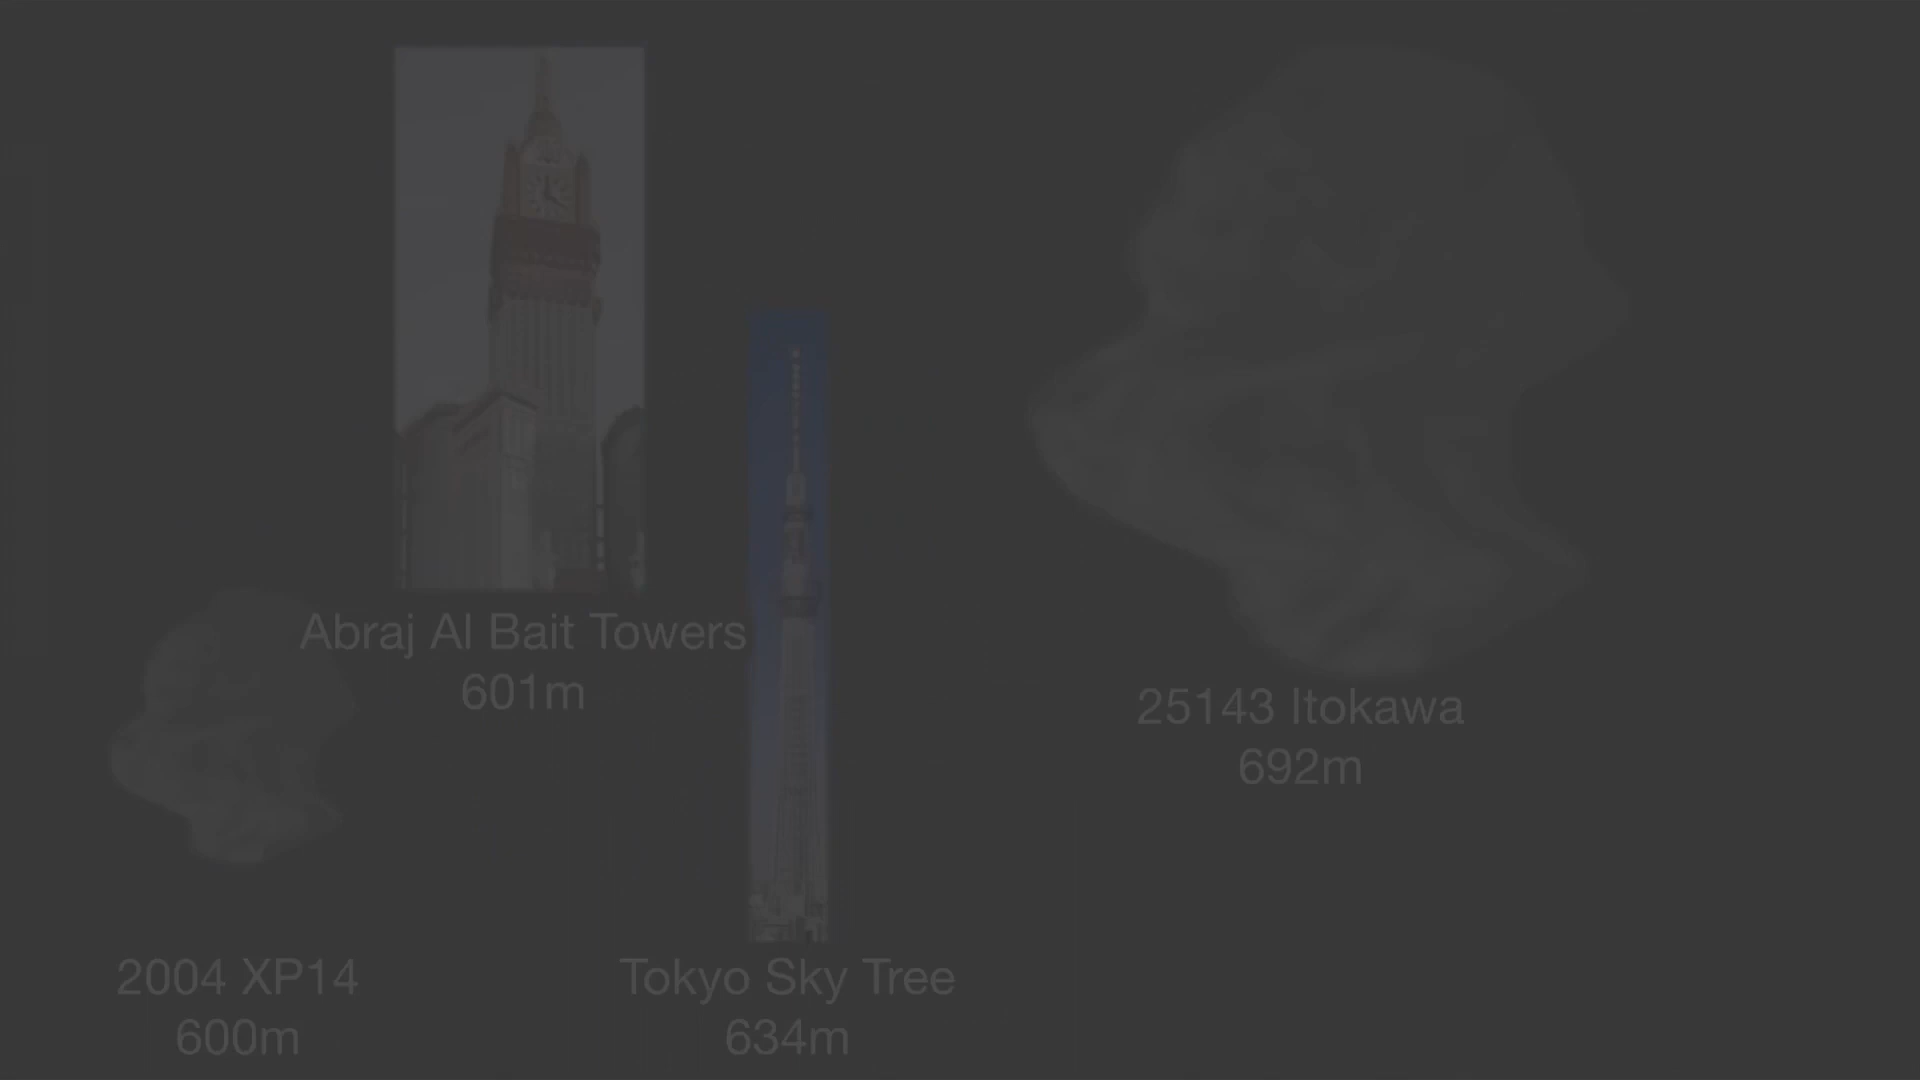 Abraj Al Bait Towers
601m
25143 Itokawa
692m
2004 XP14
600m
Tokyo Sky Tree
634m